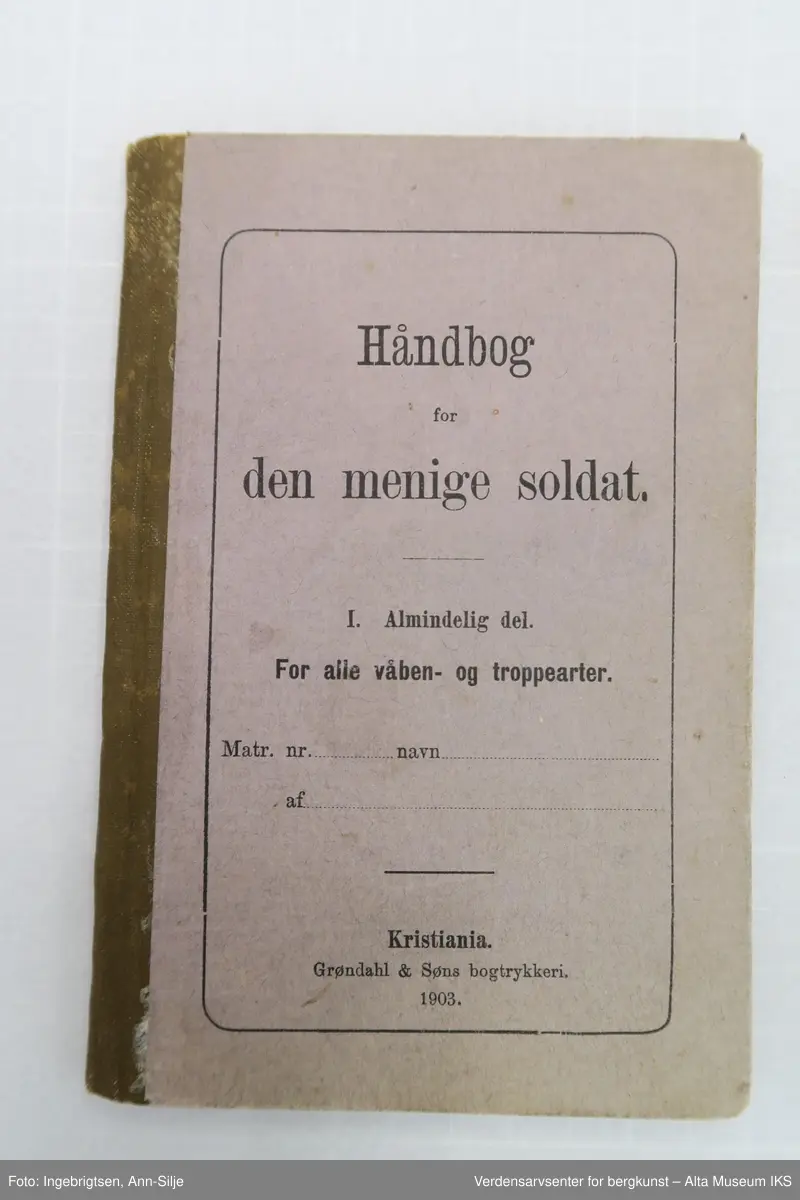 Håndbog
for
den menige soldat.
I. Almindelig del.
For alle våben- og troppearter.
Matr. nr. navn
af
Kristiania.
Grøndahl & Søns bogtrykkeri.
1903.
Foto: Ingebrigtsen, Ann-Silje Verdensarvsenter for bergkunst – Alta Museum IKS